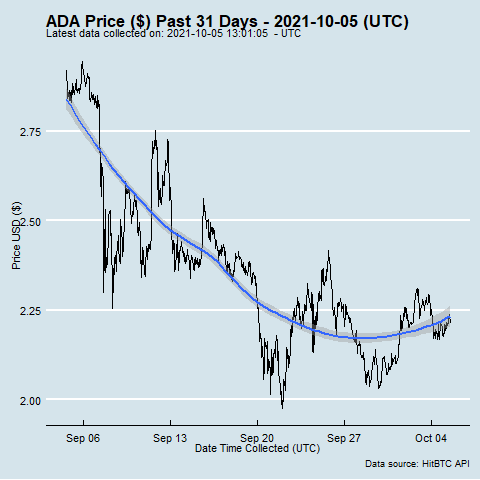 ADA Price ($) Past 31 Days - 2021-10-05 (UTC)
Latest data collected on: 2021-10-05 13:01:05 - UTC
Price USD ($)
2.75
2.50
2.25
2.00
Sep 06 Sep 13 Sep 20 Sep 27 Oct 04
Date Time Collected (UTC)
Data source: HitBTC API